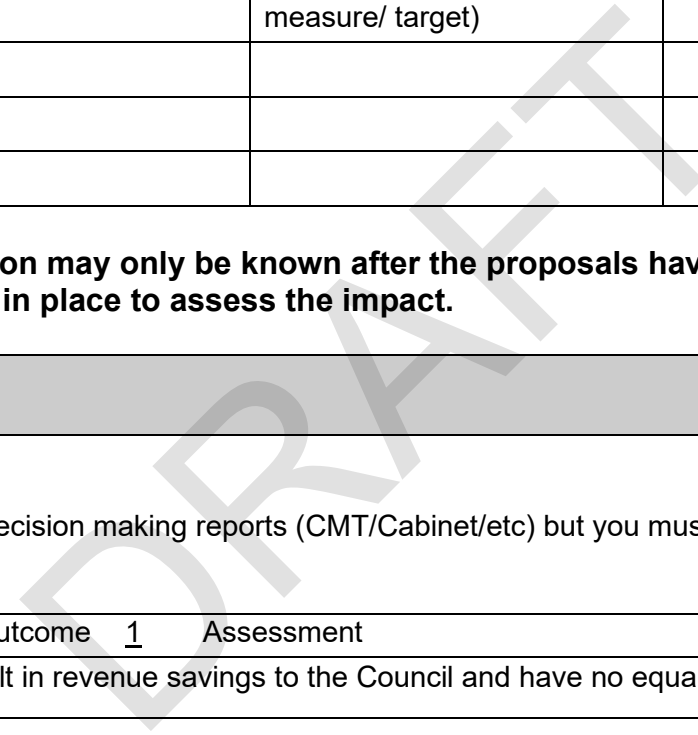 measure/ target)
on may only be known after the proposals hav
in place to assess the impact.
ecision making reports (CMT/Cabinet/etc) but you mus
utcome 1 Assessment
lt in revenue savings to the Council and have no equa
DRAFT